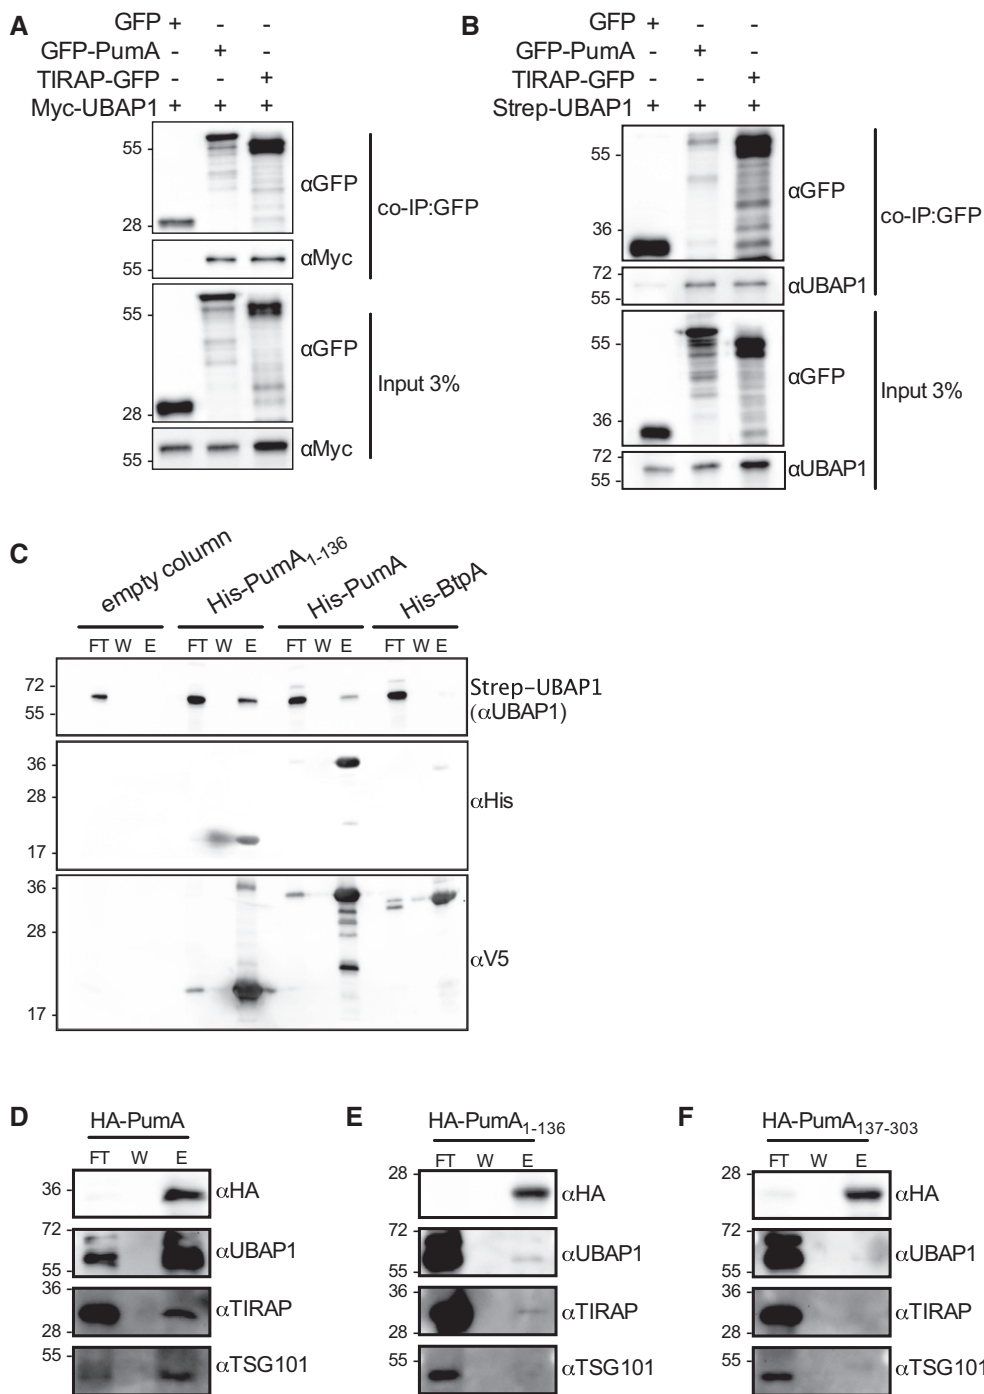 A
GFP + - -
GFP-PumA - + -
TIRAP-GFP - - +
Myc-UBAP1 + + +
55
αGFP
28
co-IP:GFP
αMyc
55
55
αGFP
28
Input 3%
αMyc
55
B
GFP + - -
GFP-PumA - + -
TIRAP-GFP - - +
Strep-UBAP1 + + +
55
αGFP
36
co-IP:GFP
72
αUBAP1
55
55
αGFP
36
Input 3%
72
αUBAP1
55
C
empty column His-PumA1-136 His-PumA His-BtpA
FT W E FT W E FT W E FT W E
72
Strep-UBAP1
55
(αUBAP1)
36
28
αHis
17
36
28
αV5
17
D
HA-PumA
FT W E
36
αHA
72
αUBAP1
55
36
αTIRAP
28
55
αTSG101
E
HA-PumA1-136
FT W E
28
αHA
72
αUBAP1
55
36
αTIRAP
28
55
αTSG101
F
HA-PumA137-303
FT W E
28
αHA
72
αUBAP1
55
36
αTIRAP
28
55
αTSG101